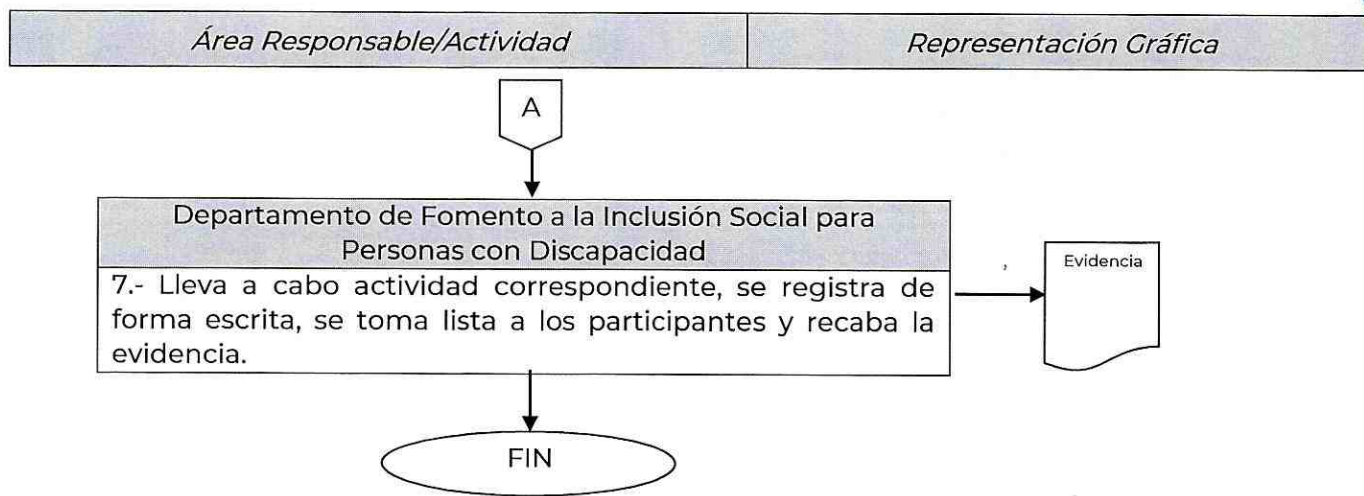 Área Responsable/Actividad
Representación Gráfica
A
Departamento de Fomento a la Inclusión Social para
Personas con Discapacidad
7.- Lleva a cabo actividad correspondiente, se registra de
forma escrita, se toma lista a los participantes y recaba la
evidencia.
Evidencia
FIN